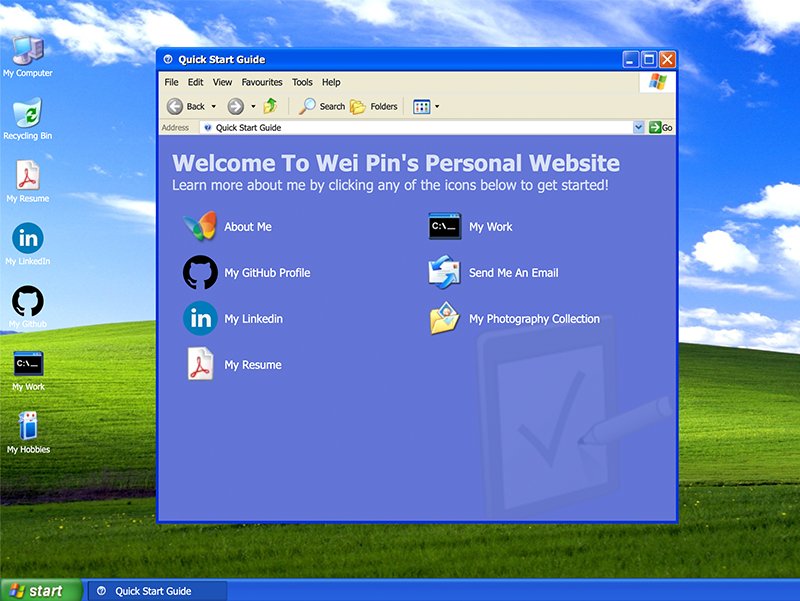 My Computer
Recycling Bin
My Resume
in
My LinkedIn
My Github
C:\_
My Work
My Hobbies
Quick Start Guide
File Edit View Favourites Tools Help
Back Search Folders
Address Quick Start Guide Go
Welcome To Wei Pin's Personal Website
Learn more about me by clicking any of the icons below to get started!
About Me
C:\_ My Work
My GitHub Profile
Send Me An Email
in My Linkedin
My Photography Collection
My Resume
start Quick Start Guide